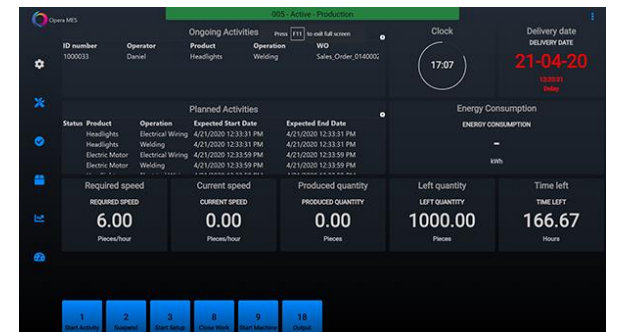 Opera MES
005 - Active - Production
Ongoing Activities
Press F11 to exit full screen
ID number Operator Product Operation WO
1000033 Daniel Headlights Welding Sales_Order_0140002
Clock
17:07
Delivery date
DELIVERY DATE
21-04-20
12:33:31
Delay
Planned Activities
Status Product Operation Expected Start Date Expected End Date
Headlights Electrical Wiring 4/21/2020 12:33:31 PM 4/21/2020 12:33:31 PM
Headlights Welding 4/21/2020 12:33:31 PM 4/21/2020 12:33:31 PM
Electric Motor Electrical Wiring 4/21/2020 12:33:59 PM 4/21/2020 12:33:59 PM
Electric Motor Welding 4/21/2020 12:33:59 PM 4/21/2020 12:33:59 PM
Energy Consumption
ENERGY CONSUMPTION
-
kWh
Required speed
REQUIRED SPEED
6.00
Pieces/hour
Current speed
CURRENT SPEED
0.00
Pieces/hour
Produced quantity
PRODUCED QUANTITY
0.00
Pieces
Left quantity
LEFT QUANTITY
1000.00
Pieces
Time left
TIME LEFT
166.67
Hours
1
Start Activity
2
Suspend
3
Start Setup
8
Close Work
9
Start Machine
18
Output